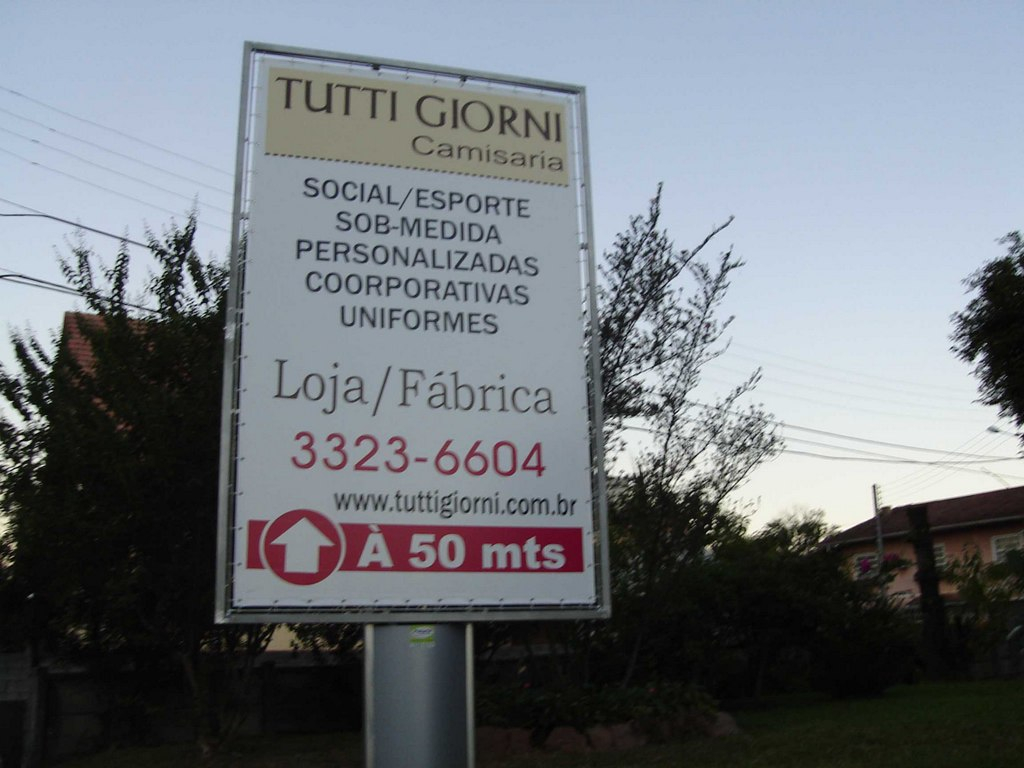 TUTTI GIORNI
Camisaria
SOCIAL/ESPORTE
SOB-MEDIDA
PERSONALIZADAS
COORPORATIVAS
UNIFORMES
Loja/Fábrica
3323-6604
www.tuttigiorni.com.br
À 50 mts